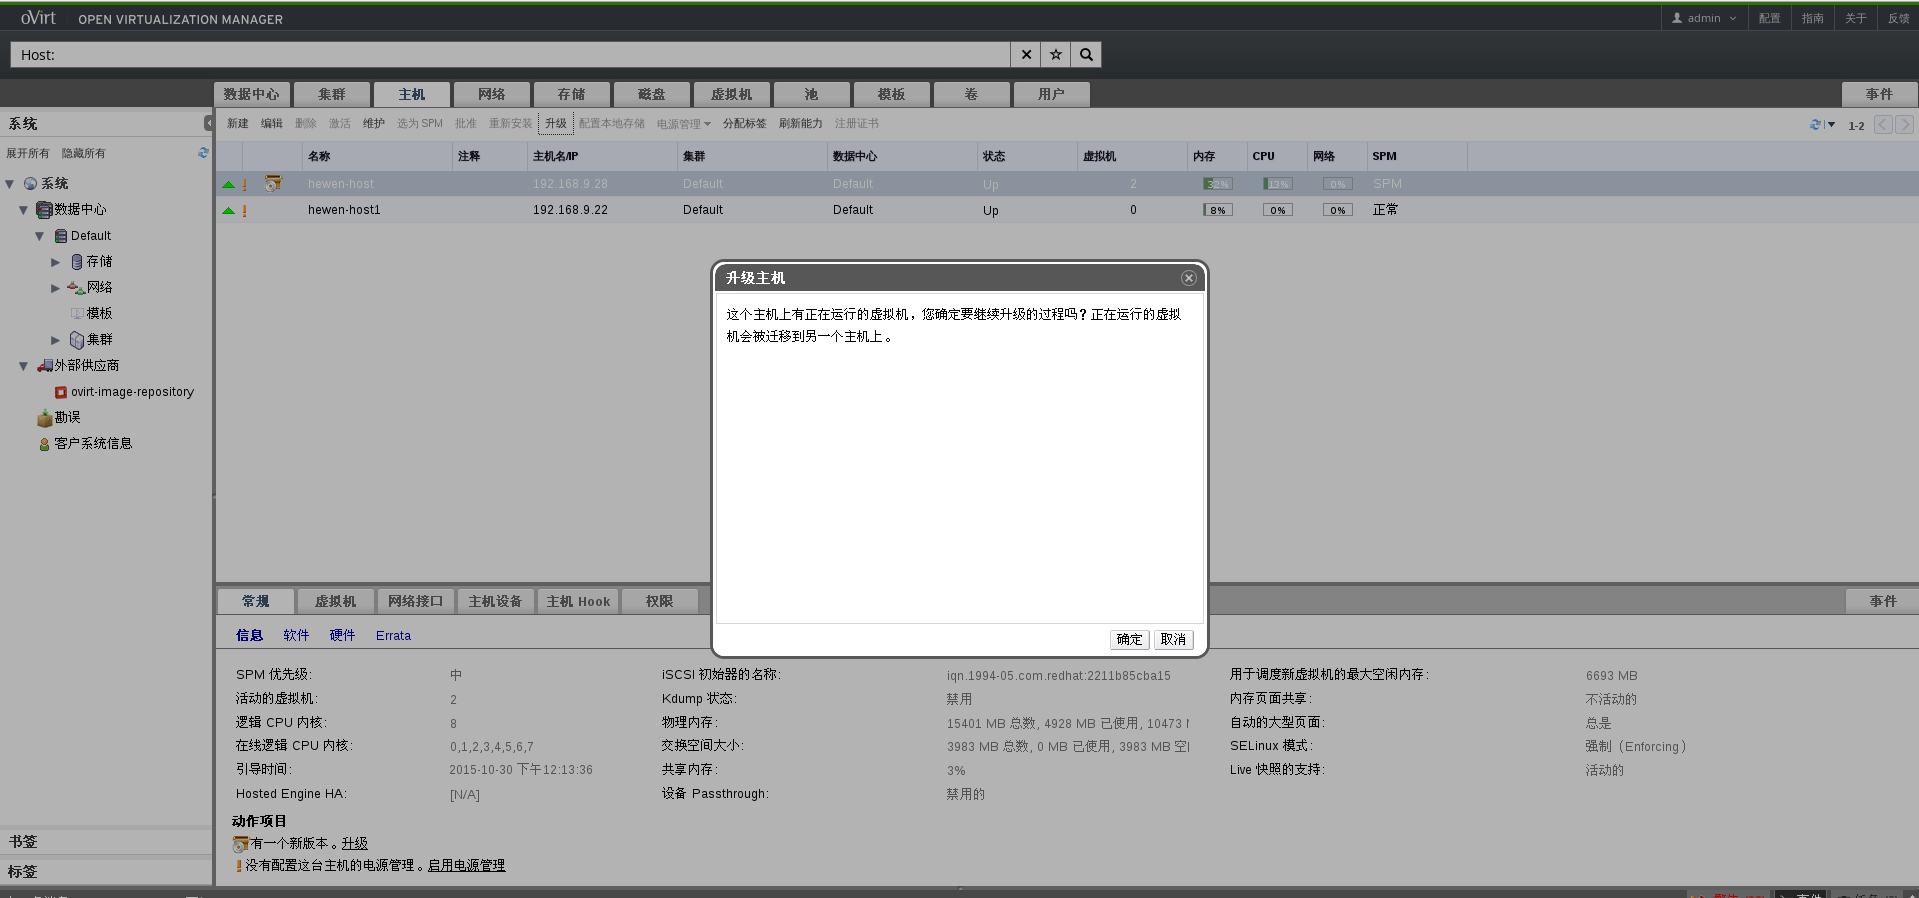 oVirt OPEN VIRTUALIZATION MANAGER
admin 配置 指南 关于 反馈
Host:
数据中心 集群 主机 网络 存储 磁盘 虚拟机 池 模板 卷 用户 事件
系统
新建 编辑 删除 激活 维护 选为 SPM 批准 重新安装 升级 配置本地存储 电源管理 分配标签 刷新能力 注册证书
1-2
展开所有 隐藏所有
名称 注释 主机名/IP 集群 数据中心 状态 虚拟机 内存 CPU 网络 SPM
hewen-host 192.168.9.28 Default Default Up 2 32% 13% 0% SPM
hewen-host1 192.168.9.22 Default Default Up 0 8% 0% 0% 正常
系统
数据中心
Default
存储
网络
模板
集群
外部供应商
ovirt-image-repository
勘误
客户系统信息
书签
标签
升级主机
这个主机上有正在运行的虚拟机，您确定要继续升级的过程吗？正在运行的虚拟
机会被迁移到另一个主机上。
确定 取消
常规 虚拟机 网络接口 主机设备 主机 Hook 权限 事件
信息 软件 硬件 Errata
SPM 优先级: 中
活动的虚拟机: 2
逻辑 CPU 内核: 8
在线逻辑 CPU 内核: 0,1,2,3,4,5,6,7
引导时间: 2015-10-30 下午12:13:36
Hosted Engine HA: [N/A]
iSCSI 初始器的名称: iqn.1994-05.com.redhat:2211b85cba15
Kdump 状态: 禁用
物理内存: 15401 MB 总数, 4928 MB 已使用, 10473
交换空间大小: 3983 MB 总数, 0 MB 已使用, 3983 MB
共享内存: 3%
设备 Passthrough: 禁用的
用于调度新虚拟机的最大空闲内存: 6693 MB
内存页面共享: 不活动的
自动的大型页面: 总是
SELinux 模式: 强制（Enforcing）
Live 快照的支持: 活动的
动作项目
有一个新版本。升级
没有配置这台主机的电源管理。启用电源管理